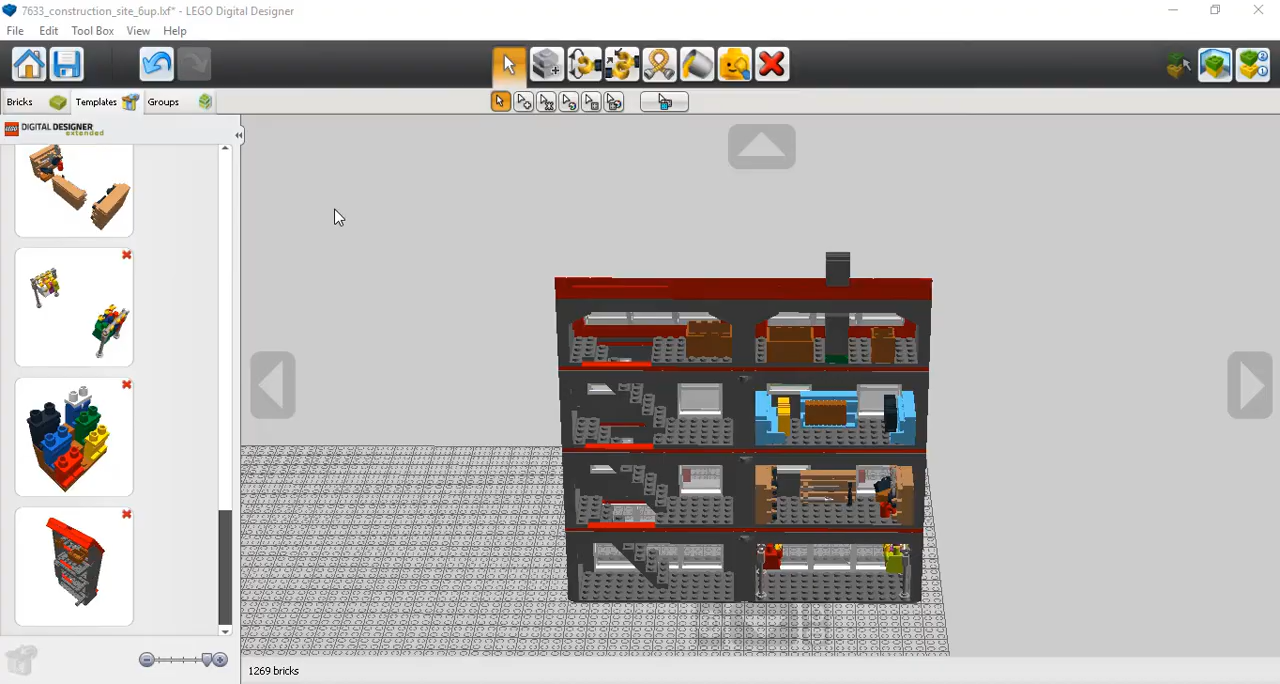 7633_construction_site_6up.lxf* - LEGO Digital Designer
File Edit Tool Box View Help
Bricks Templates Groups
LEGO DIGITAL DESIGNER
extended
1269 bricks